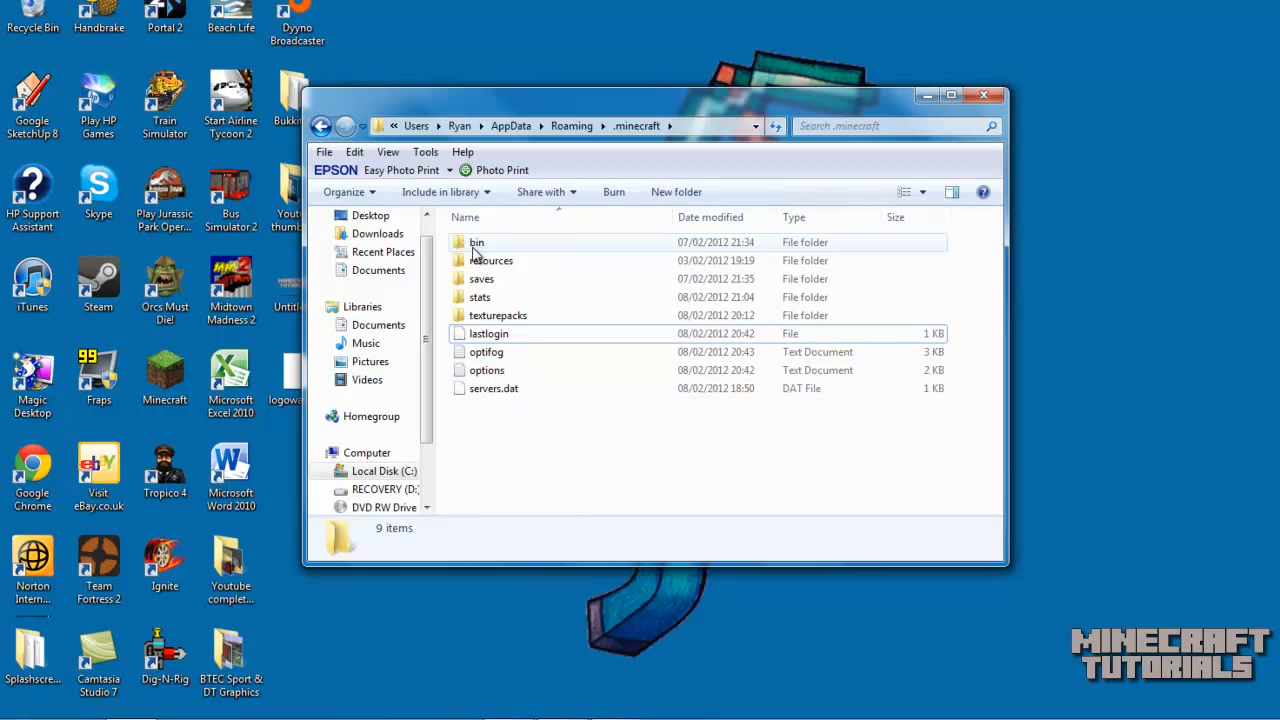 Recycle Bin
Handbrake
Portal 2
Beach Life
Dyyno
Broadcaster
Google
SketchUp 8
Play HP
Games
Train
Simulator
Start Airline
Tycoon 2
Bukki
HP Support
Assistant
Skype
Play Jurassic
Park Oper...
Bus
Simulator 2
Yout
thumb
iTunes
Steam
Orcs Must
Die!
Midtown
Madness 2
Untitl
Magic
Desktop
99
Fraps
Minecraft
Microsoft
Excel 2010
logowa
Google
Chrome
Visit
eBay.co.uk
Tropico 4
Microsoft
Word 2010
Norton
Intern...
Team
Fortress 2
Ignite
Youtube
complet...
Splashscre...
Camtasia
Studio 7
Dig-N-Rig
BTEC Sport &
DT Graphics
« Users Ryan AppData Roaming .minecraft
Search .minecraft
File Edit View Tools Help
EPSON Easy Photo Print Photo Print
Organize Include in library Share with Burn New folder
Desktop
Downloads
Recent Places
Documents
Libraries
Documents
Music
Pictures
Videos
Homegroup
Computer
Local Disk (C:)
RECOVERY (D:)
DVD RW Drive
Name Date modified Type Size
bin 07/02/2012 21:34 File folder
resources 03/02/2012 19:19 File folder
saves 07/02/2012 21:35 File folder
stats 08/02/2012 21:04 File folder
texturepacks 08/02/2012 20:42 File folder
lastlogin 08/02/2012 20:42 File 1 KB
optifog 08/02/2012 20:43 Text Document 3 KB
options 08/02/2012 20:42 Text Document 2 KB
servers.dat 08/02/2012 18:50 DAT File 1 KB
9 items
MINECRAFT
TUTORIALS